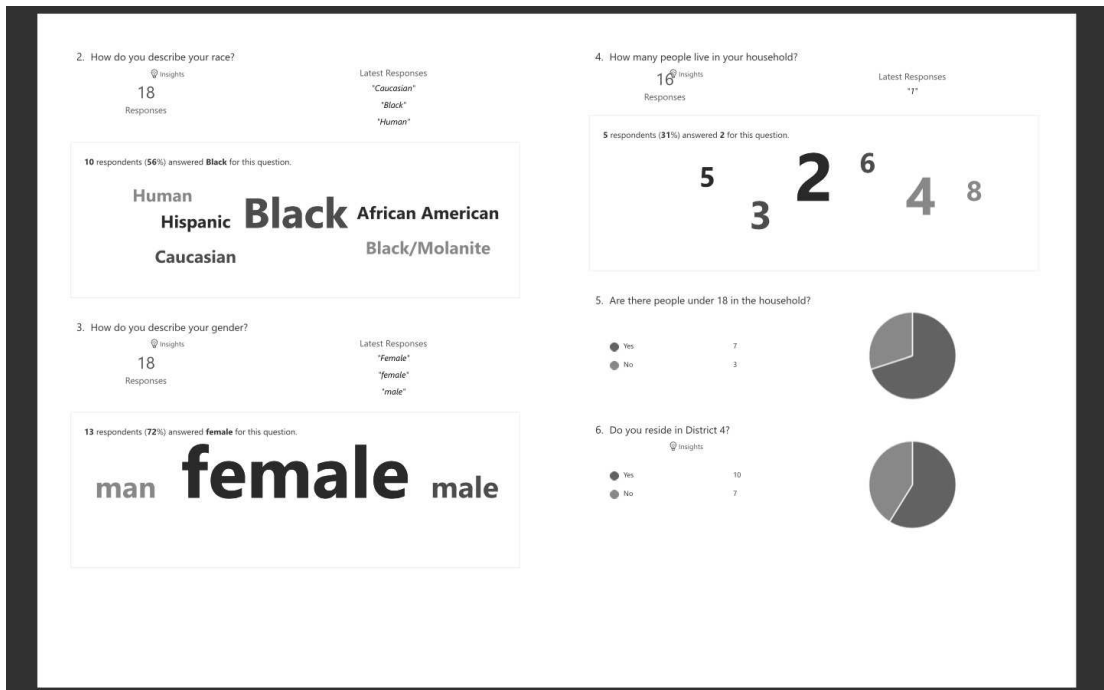 2. How do you describe your race?
Insights
18
Responses
Latest Responses
"Caucasian"
"Black"
"Human"
10 respondents (56%) answered Black for this question.
Human
Hispanic
Black
African American
Caucasian
Black/Molanite
3. How do you describe your gender?
Insights
18
Responses
Latest Responses
"Female"
"female"
"male"
13 respondents (72%) answered female for this question.
man female male
4. How many people live in your household?
Insights
16
Responses
Latest Responses
"1"
5 respondents (31%) answered 2 for this question.
5
3
2
6
4
8
5. Are there people under 18 in the household?
Yes 7
No 3
6. Do you reside in District 4?
Insights
Yes 10
No 7